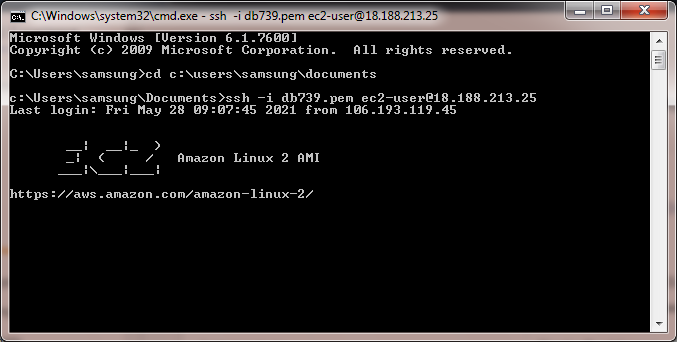 C:\Windows\system32\cmd.exe - ssh -i db739.pem ec2-user@18.188.213.25
Microsoft Windows [Version 6.1.7600]
Copyright (c) 2009 Microsoft Corporation.  All rights reserved.
C:\Users\samsung>cd c:\users\samsung\documents
c:\Users\samsung\Documents>ssh -i db739.pem ec2-user@18.188.213.25
Last login: Fri May 28 09:07:45 2021 from 106.193.119.45
       __|  __|_  )
       _|  (     /   Amazon Linux 2 AMI
      ___|\___|___|
https://aws.amazon.com/amazon-linux-2/